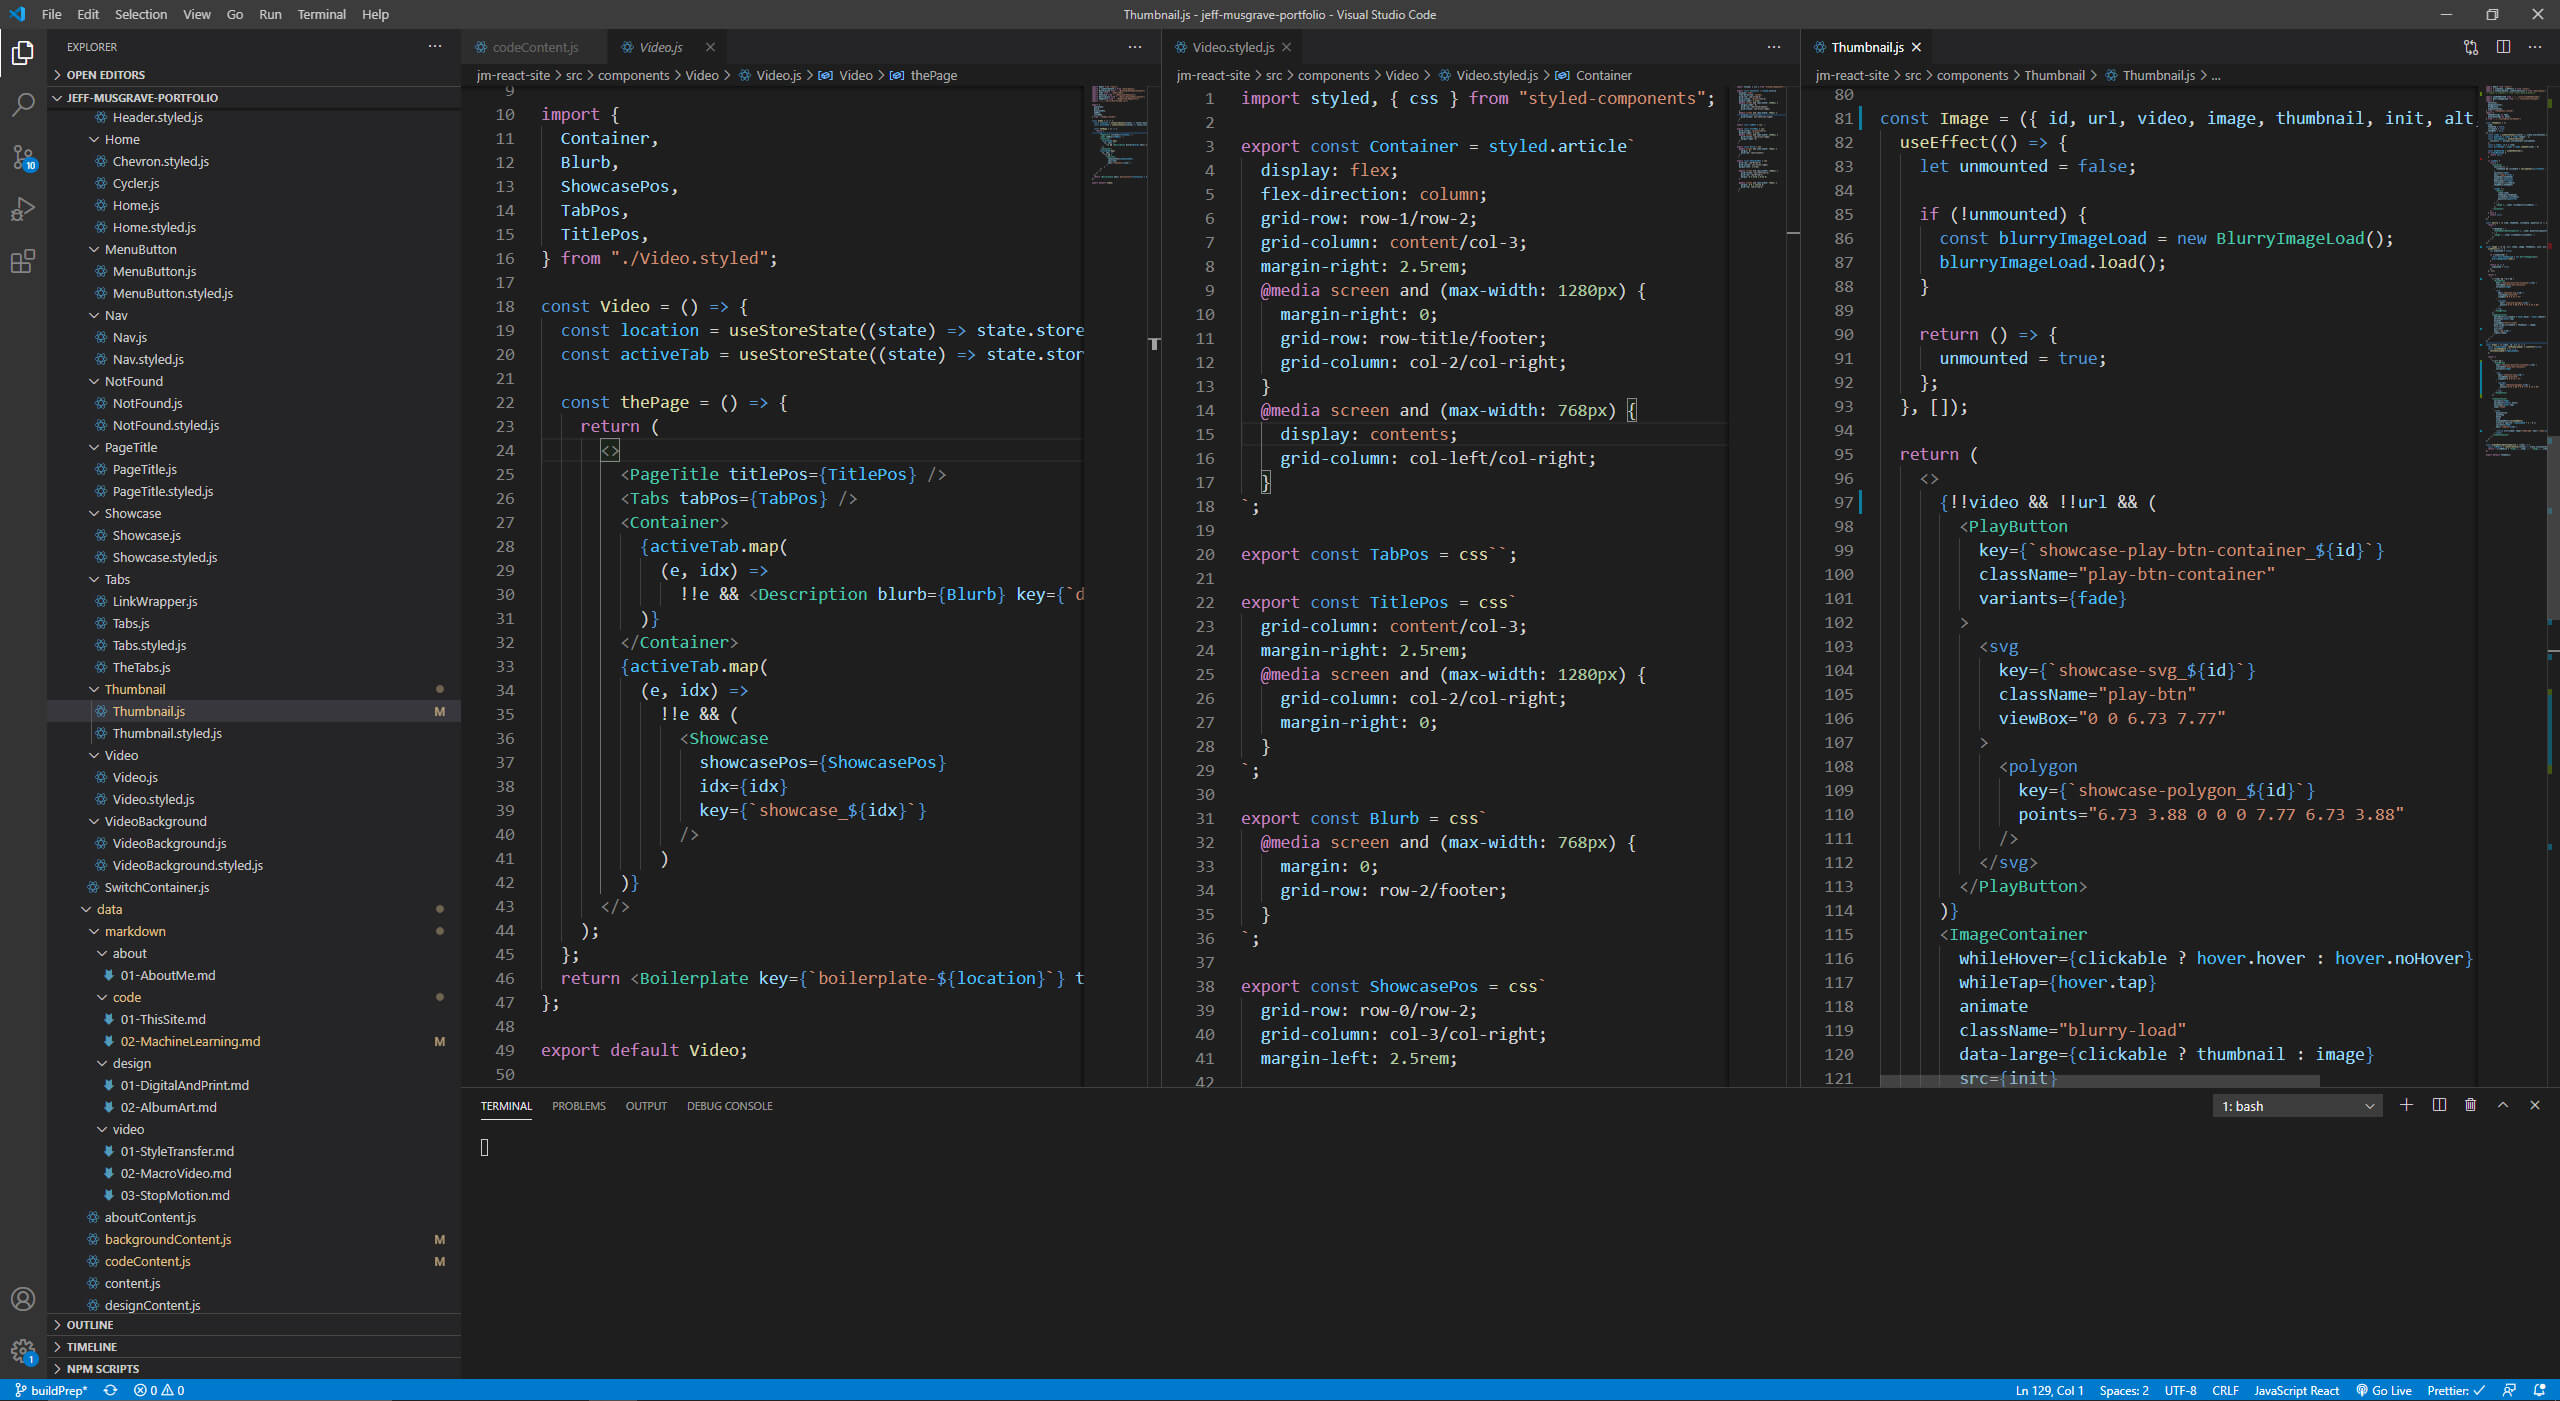 File Edit Selection View Go Run Terminal Help
Thumbnail.js - jeff-musgrave-portfolio - Visual Studio Code
EXPLORER
OPEN EDITORS
JEFF-MUSGRAVE-PORTFOLIO
Header.styled.js
Home
Chevron.styled.js
Cycler.js
Home.js
Home.styled.js
MenuButton
MenuButton.js
MenuButton.styled.js
Nav
Nav.js
Nav.styled.js
NotFound
NotFound.js
NotFound.styled.js
PageTitle
PageTitle.js
PageTitle.styled.js
Showcase
Showcase.js
Showcase.styled.js
Tabs
LinkWrapper.js
Tabs.js
Tabs.styled.js
TheTabs.js
Thumbnail
Thumbnail.js M
Thumbnail.styled.js
Video
Video.js
Video.styled.js
VideoBackground
VideoBackground.js
VideoBackground.styled.js
SwitchContainer.js
data
markdown
about
01-AboutMe.md
code
01-ThisSite.md
02-MachineLearning.md M
design
01-DigitalAndPrint.md
02-AlbumArt.md
video
01-StyleTransfer.md
02-MacroVideo.md
03-StopMotion.md
aboutContent.js
backgroundContent.js M
codeContent.js M
content.js
designContent.js
OUTLINE
TIMELINE
NPM SCRIPTS
10
1
codeContent.js Video.js
jm-react-site > src > components > Video > Video.js > Video > thePage
9
10 import {
11 Container,
12 Blurb,
13 ShowcasePos,
14 TabPos,
15 TitlePos,
16 } from "./Video.styled";
17
18 const Video = () => {
19 const location = useStoreState((state) => state.store
20 const activeTab = useStoreState((state) => state.stor
21
22 const thePage = () => {
23 return (
24 <>
25 <PageTitle titlePos={TitlePos} />
26 <Tabs tabPos={TabPos} />
27 <Container>
28 {activeTab.map(
29 (e, idx) =>
30 !!e && <Description blurb={Blurb} key={`d
31 )}
32 </Container>
33 {activeTab.map(
34 (e, idx) =>
35 !!e && (
36 <Showcase
37 showcasePos={ShowcasePos}
38 idx={idx}
39 key={`showcase_${idx}`}
40 />
41 )
42 )}
43 </>
44 );
45 };
46 return <Boilerplate key={`boilerplate-${location}`} t
47 };
48
49 export default Video;
50
Video.styled.js
jm-react-site > src > components > Video > Video.styled.js > Container
1 import styled, { css } from "styled-components";
2
3 export const Container = styled.article`
4 display: flex;
5 flex-direction: column;
6 grid-row: row-1/row-2;
7 grid-column: content/col-3;
8 margin-right: 2.5rem;
9 @media screen and (max-width: 1280px) {
10 margin-right: 0;
11 grid-row: row-title/footer;
12 grid-column: col-2/col-right;
13 }
14 @media screen and (max-width: 768px) {
15 display: contents;
16 grid-column: col-left/col-right;
17 }
18 `;
19
20 export const TabPos = css``;
21
22 export const TitlePos = css`
23 grid-column: content/col-3;
24 margin-right: 2.5rem;
25 @media screen and (max-width: 1280px) {
26 grid-column: col-2/col-right;
27 margin-right: 0;
28 }
29 `;
30
31 export const Blurb = css`
32 @media screen and (max-width: 768px) {
33 margin: 0;
34 grid-row: row-2/footer;
35 }
36 `;
37
38 export const ShowcasePos = css`
39 grid-row: row-0/row-2;
40 grid-column: col-3/col-right;
41 margin-left: 2.5rem;
42
Thumbnail.js
jm-react-site > src > components > Thumbnail > Thumbnail.js > ...
80
81 const Image = ({ id, url, video, image, thumbnail, init, alt,
82 useEffect(() => {
83 let unmounted = false;
84
85 if (!unmounted) {
86 const blurryImageLoad = new BlurryImageLoad();
87 blurryImageLoad.load();
88 }
89
90 return () => {
91 unmounted = true;
92 };
93 }, []);
94
95 return (
96 <>
97 {!!video && !!url && (
98 <PlayButton
99 key={`showcase-play-btn-container_${id}`}
100 className="play-btn-container"
101 variants={fade}
102 >
103 <svg
104 key={`showcase-svg_${id}`}
105 className="play-btn"
106 viewBox="0 0 6.73 7.77"
107 >
108 <polygon
109 key={`showcase-polygon_${id}`}
110 points="6.73 3.88 0 0 0 7.77 6.73 3.88"
111 />
112 </svg>
113 </PlayButton>
114 )}
115 <ImageContainer
116 whileHover={clickable ? hover.hover : hover.noHover}
117 whileTap={hover.tap}
118 animate
119 className="blurry-load"
120 data-large={clickable ? thumbnail : image}
121 src={init}
TERMINAL PROBLEMS OUTPUT DEBUG CONSOLE
1: bash
buildPrep* 0 0
Ln 129, Col 1 Spaces: 2 UTF-8 CRLF JavaScript React Go Live Prettier: ✓